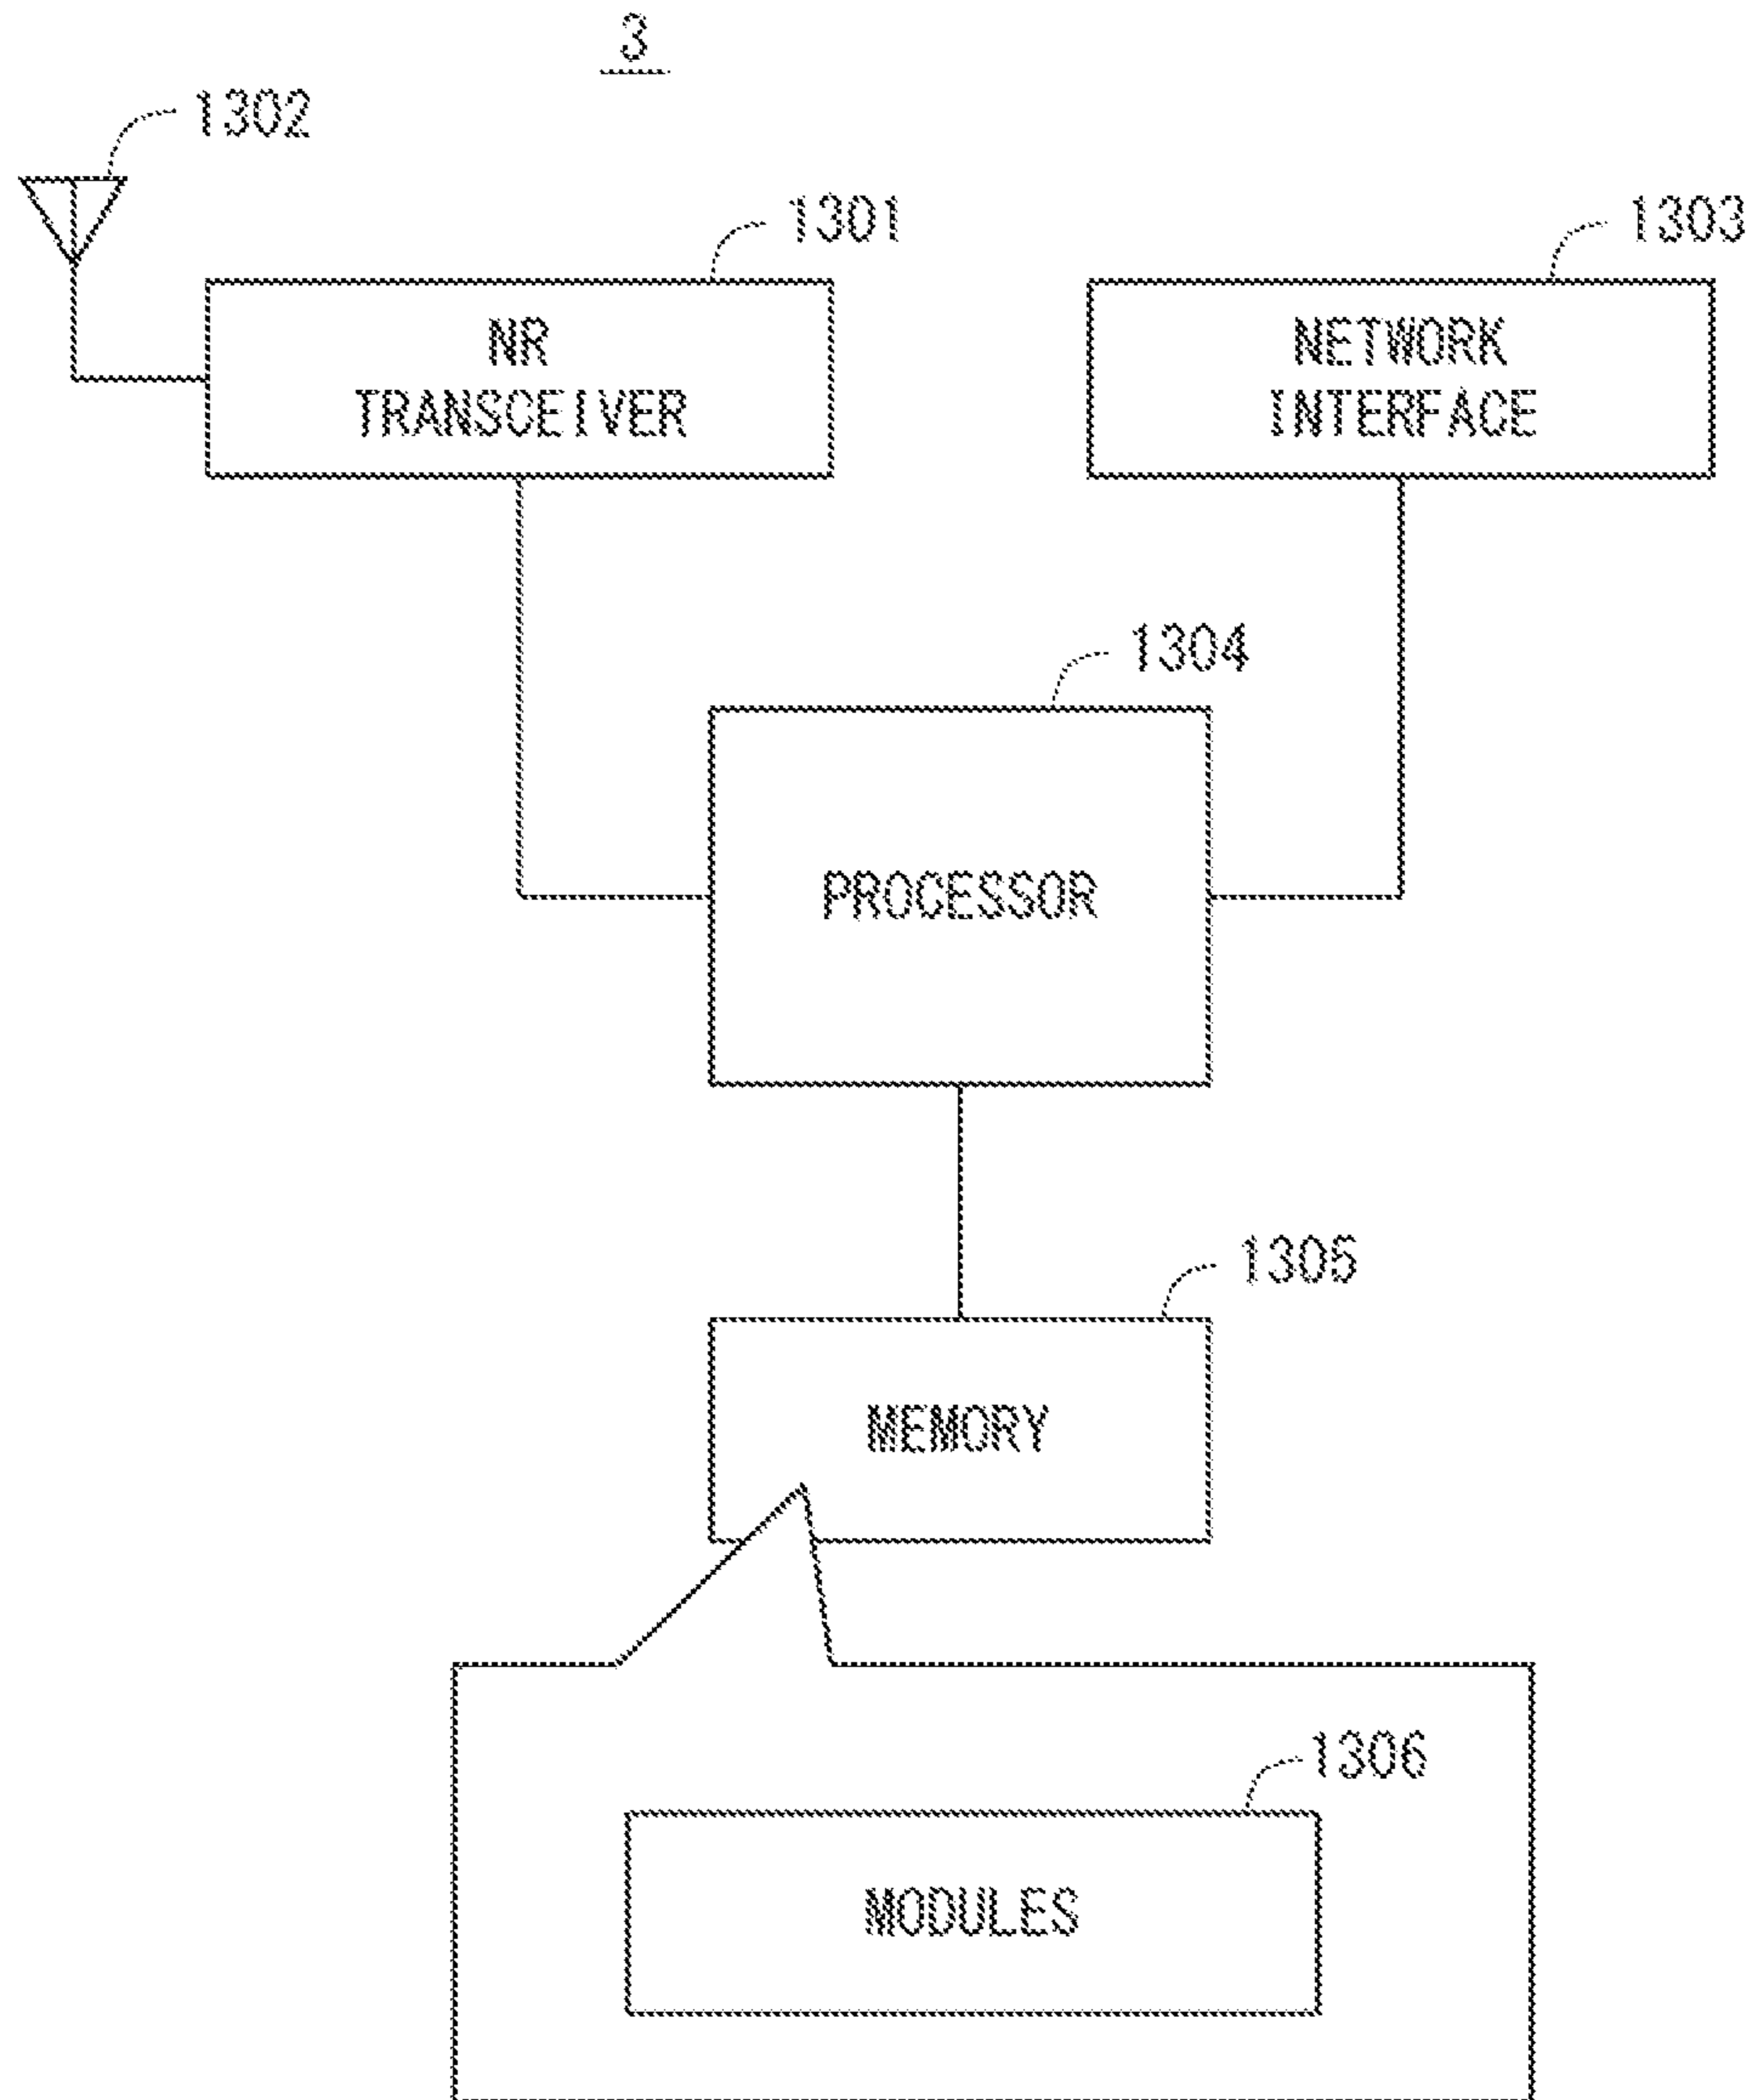 3
1302
1301
1303
NR
TRANSCEIVER
NETWORK
INTERFACE
1304
PROCESSOR
1305
MEMORY
1306
MODULES